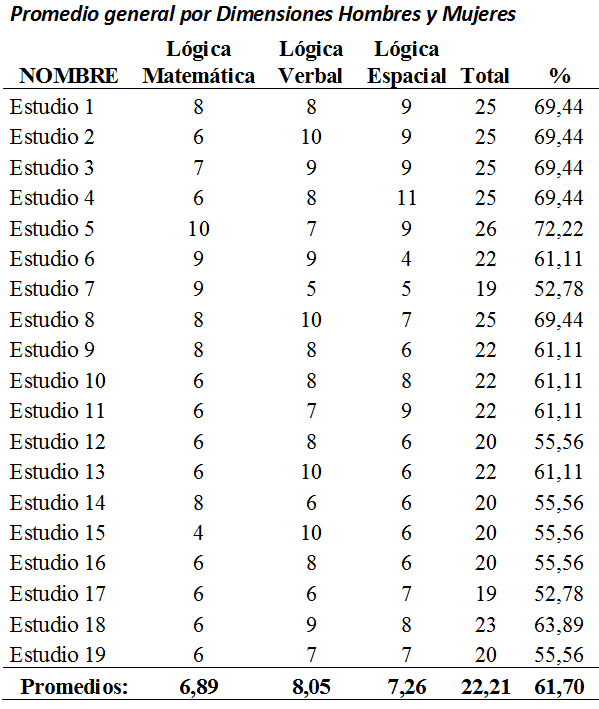 Promedio general por Dimensiones Hombres y Mujeres
NOMBRE Lógica Matemática Lógica Verbal Lógica Espacial Total %
Estudio 1 8 8 9 25 69,44
Estudio 2 6 10 9 25 69,44
Estudio 3 7 9 9 25 69,44
Estudio 4 6 8 11 25 69,44
Estudio 5 10 7 9 26 72,22
Estudio 6 9 9 4 22 61,11
Estudio 7 9 5 5 19 52,78
Estudio 8 8 10 7 25 69,44
Estudio 9 8 8 6 22 61,11
Estudio 10 6 8 8 22 61,11
Estudio 11 6 7 9 22 61,11
Estudio 12 6 8 6 20 55,56
Estudio 13 6 10 6 22 61,11
Estudio 14 8 6 6 20 55,56
Estudio 15 4 10 6 20 55,56
Estudio 16 6 8 6 20 55,56
Estudio 17 6 6 7 19 52,78
Estudio 18 6 9 8 23 63,89
Estudio 19 6 7 7 20 55,56
Promedios: 6,89 8,05 7,26 22,21 61,70